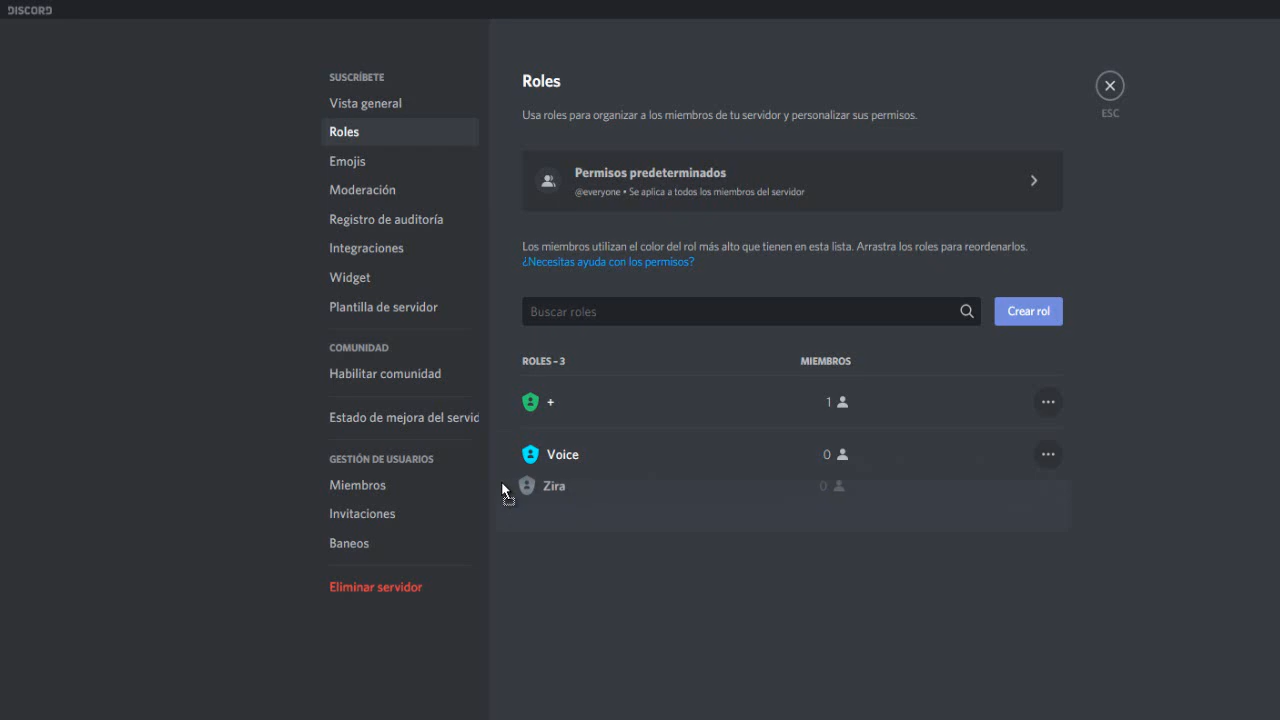 DISCORD
SUSCRÍBETE
Vista general
Roles
Emojis
Moderación
Registro de auditoría
Integraciones
Widget
Plantilla de servidor
COMUNIDAD
Habilitar comunidad
Estado de mejora del servid
GESTIÓN DE USUARIOS
Miembros
Invitaciones
Baneos
Eliminar servidor
Roles
Usa roles para organizar a los miembros de tu servidor y personalizar sus permisos.
ESC
Permisos predeterminados
@everyone • Se aplica a todos los miembros del servidor
Los miembros utilizan el color del rol más alto que tienen en esta lista. Arrastra los roles para reordenarlos.
¿Necesitas ayuda con los permisos?
Buscar roles
Crear rol
ROLES – 3 MIEMBROS
+ 1
Voice 0
Zira 0